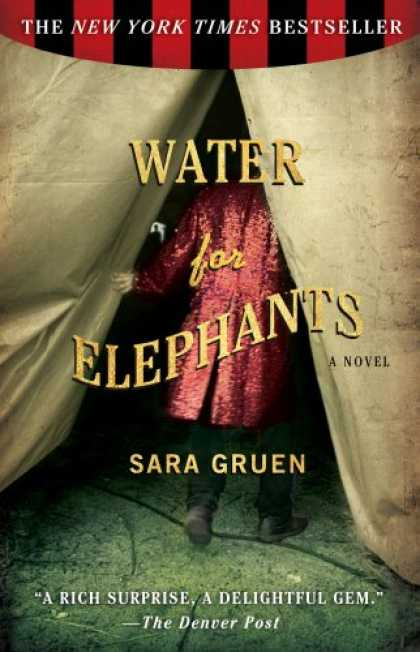 THE NEW YORK TIMES BESTSELLER
WATER
for
ELEPHANTS
A NOVEL
SARA GRUEN
“A RICH SURPRISE, A DELIGHTFUL GEM.”
—The Denver Post